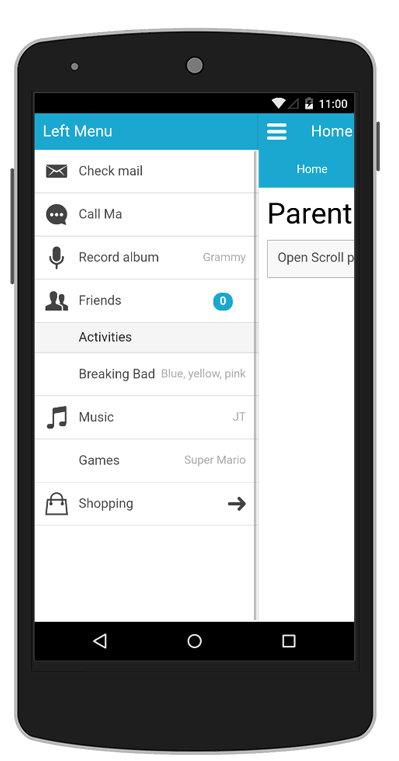 11:00
Left Menu
Home
Check mail
Home
Call Ma
Parent
Record album Grammy
Open Scroll p
Friends 0
Activities
Breaking Bad Blue, yellow, pink
Music JT
Games Super Mario
Shopping